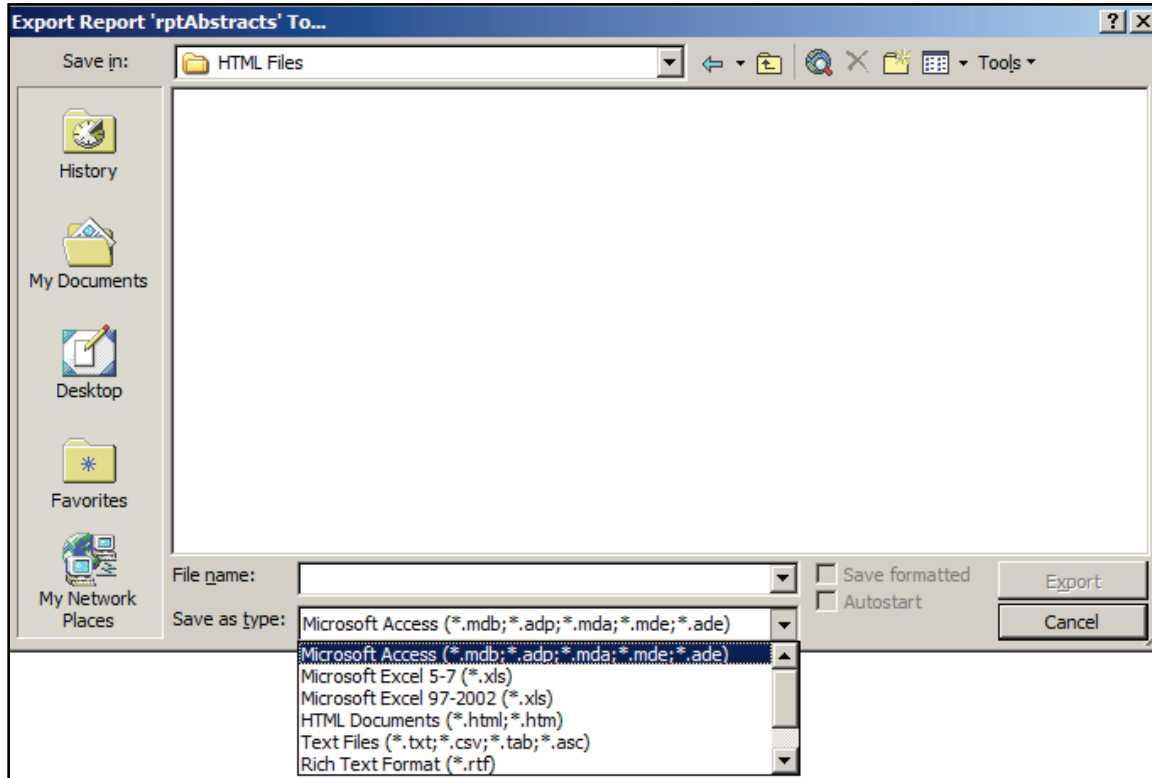 Export Report 'rptAbstracts' To...
Save in:
HTML Files
Tools
History
My Documents
Desktop
Favorites
My Network
Places
File name:
Save formatted
Export
Autostart
Save as type:
Microsoft Access (*.mdb;*.adp;*.mda;*.mde;*.ade)
Cancel
Microsoft Access (*.mdb;*.adp;*.mda;*.mde;*.ade)
Microsoft Excel 5-7 (*.xls)
Microsoft Excel 97-2002 (*.xls)
HTML Documents (*.html;*.htm)
Text Files (*.txt;*.csv;*.tab;*.asc)
Rich Text Format (*.rtf)